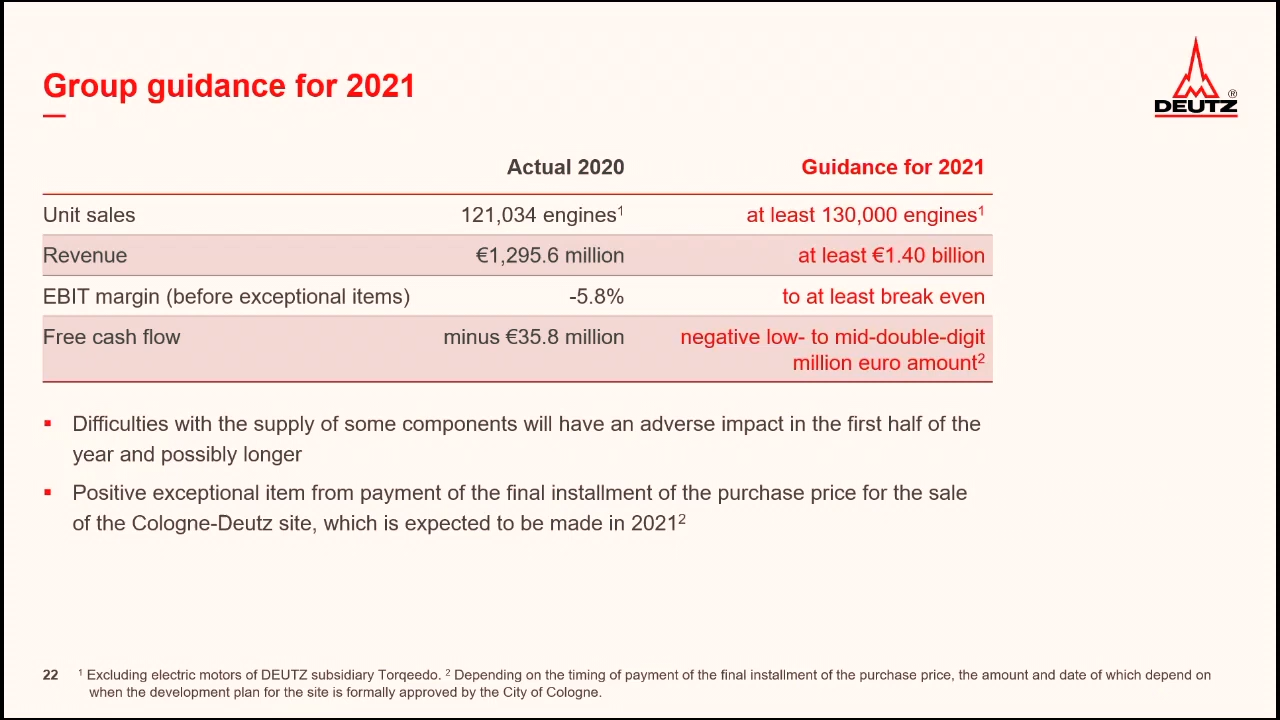 Group guidance for 2021
DEUTZ ®
Actual 2020 Guidance for 2021
Unit sales 121,034 engines¹ at least 130,000 engines¹
Revenue €1,295.6 million at least €1.40 billion
EBIT margin (before exceptional items) -5.8% to at least break even
Free cash flow minus €35.8 million negative low- to mid-double-digit
million euro amount²
▪ Difficulties with the supply of some components will have an adverse impact in the first half of the
year and possibly longer
▪ Positive exceptional item from payment of the final installment of the purchase price for the sale
of the Cologne-Deutz site, which is expected to be made in 2021²
22 ¹ Excluding electric motors of DEUTZ subsidiary Torqeedo. ² Depending on the timing of payment of the final installment of the purchase price, the amount and date of which depend on
when the development plan for the site is formally approved by the City of Cologne.